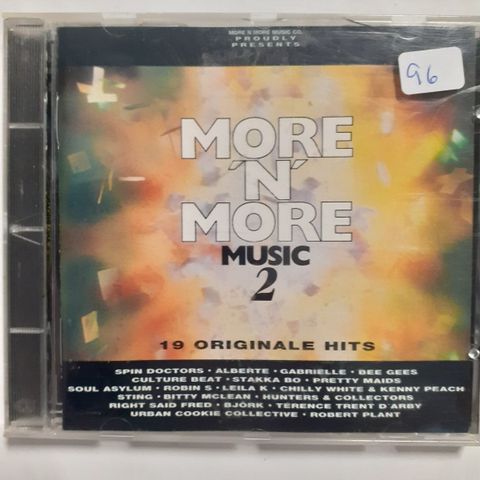 MORE N MORE MUSIC CO.
PROUDLY
PRESENTS
96
MORE
'N'
MORE
MUSIC
2
19 ORIGINALE HITS
SPIN DOCTORS · ALBERTE · GABRIELLE · BEE GEES
CULTURE BEAT · STAKKA BO · PRETTY MAIDS
SOUL ASYLUM · ROBIN S · LEILA K · CHILLY WHITE & KENNY PEACH
STING · BITTY MCLEAN · HUNTERS & COLLECTORS
RIGHT SAID FRED · BJÖRK · TERENCE TRENT D'ARBY
URBAN COOKIE COLLECTIVE · ROBERT PLANT